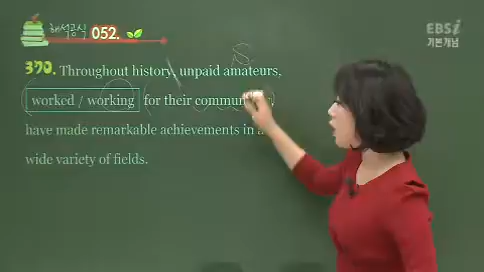 해석공식 052.
EBSi
기본개념
S
370. Throughout history, unpaid amateurs,
worked / working for their
have made remarkable achievements in a
wide variety of fields.